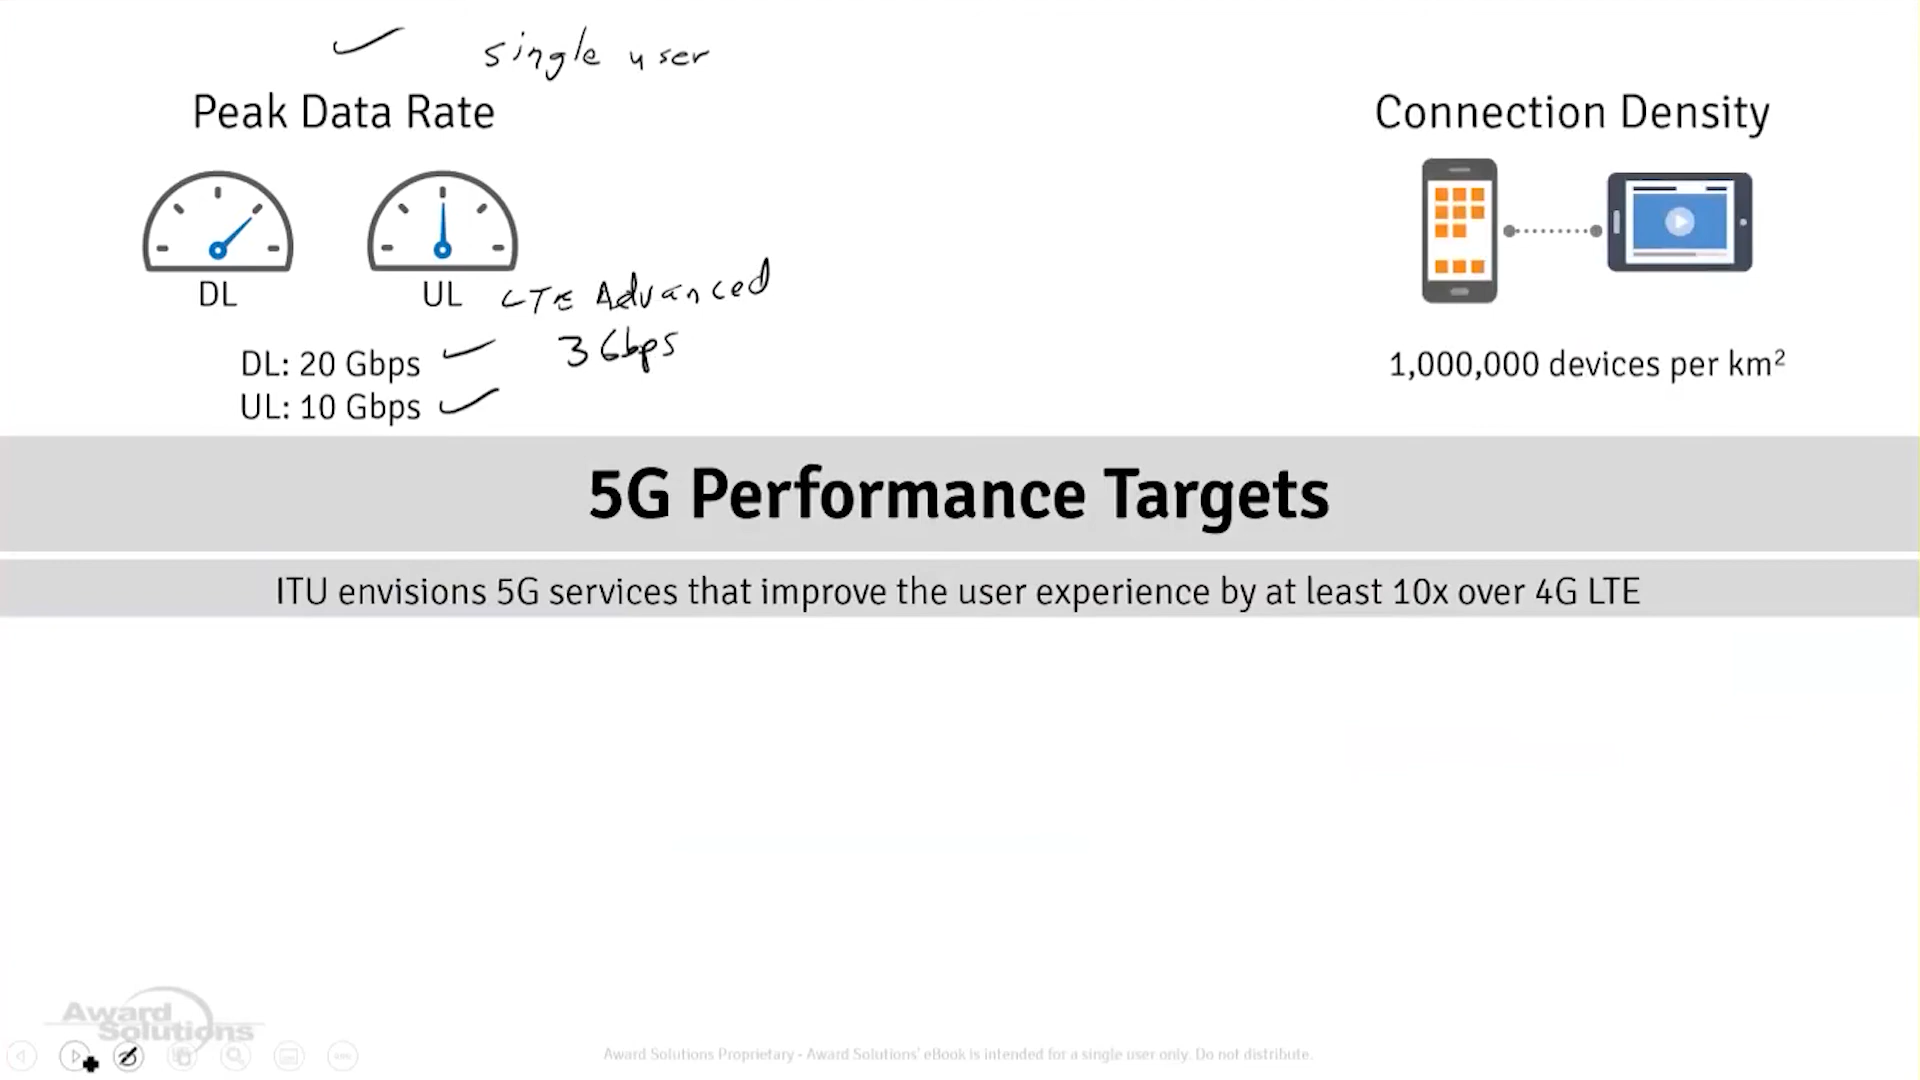 single user
Peak Data Rate
DL
UL
LTE Advanced
3 Gbps
DL: 20 Gbps
UL: 10 Gbps
Connection Density
1,000,000 devices per km²
5G Performance Targets
ITU envisions 5G services that improve the user experience by at least 10x over 4G LTE
Award
Solutions
Award Solutions Proprietary - Award Solutions' eBook is intended for a single user only. Do not distribute.